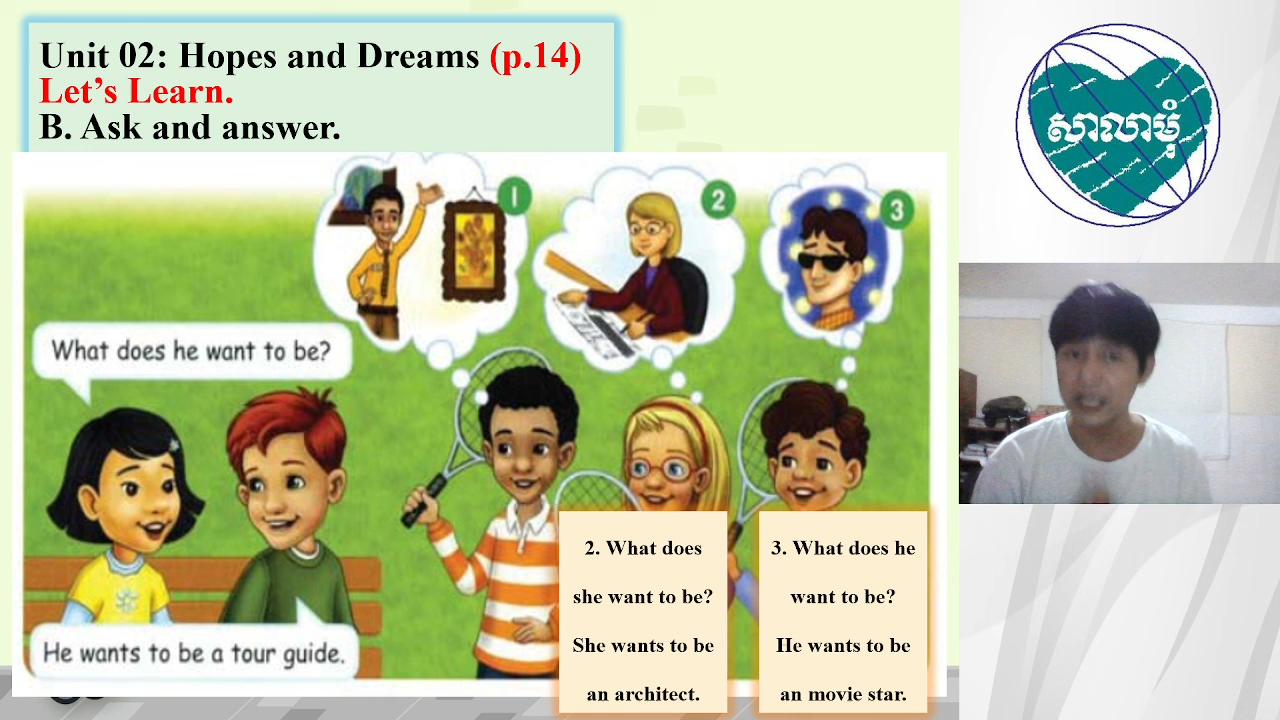 Unit 02: Hopes and Dreams (p.14)
Let’s Learn.
B. Ask and answer.
សាលាមុំ
1
2
3
What does he want to be?
He wants to be a tour guide.
2. What does
she want to be?
She wants to be
an architect.
3. What does he
want to be?
He wants to be
an movie star.